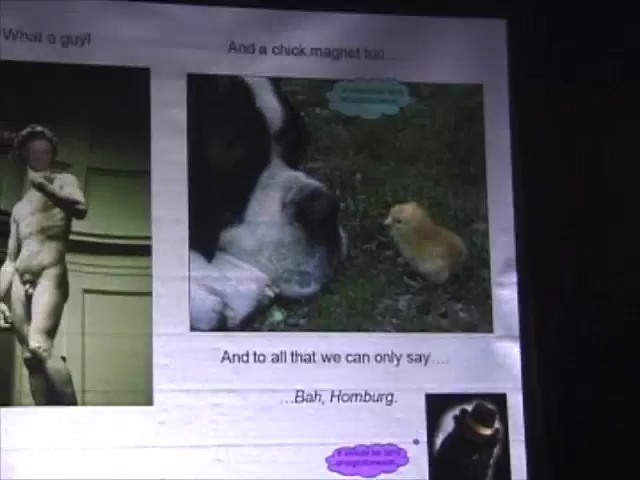 What a guy!
And a chick magnet too...
And to all that we can only say....
...Bah, Homburg.